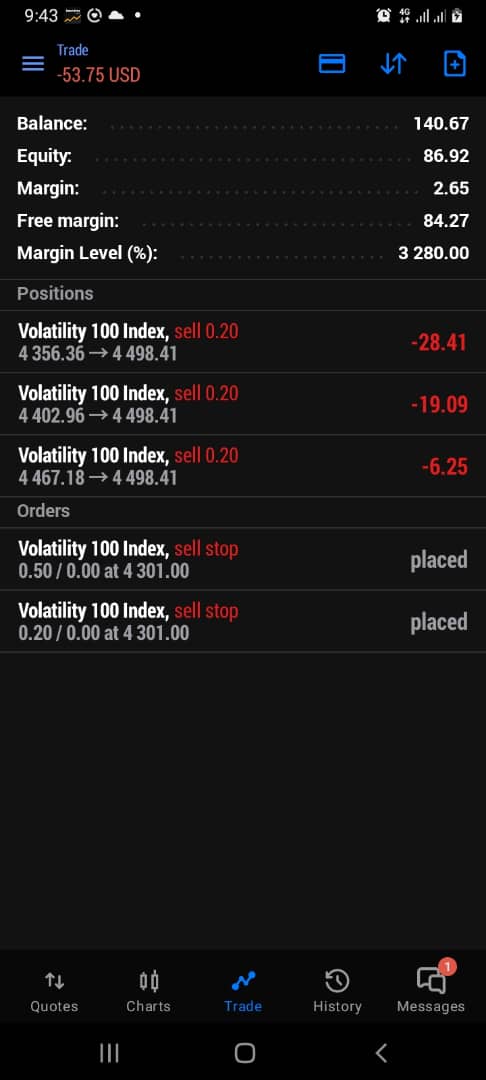 9:43
4G
Trade
-53.75 USD
Balance: 140.67
Equity: 86.92
Margin: 2.65
Free margin: 84.27
Margin Level (%): 3 280.00
Positions
Volatility 100 Index, sell 0.20
4 356.36 → 4 498.41
-28.41
Volatility 100 Index, sell 0.20
4 402.96 → 4 498.41
-19.09
Volatility 100 Index, sell 0.20
4 467.18 → 4 498.41
-6.25
Orders
Volatility 100 Index, sell stop
0.50 / 0.00 at 4 301.00
placed
Volatility 100 Index, sell stop
0.20 / 0.00 at 4 301.00
placed
1
Quotes Charts Trade History Messages